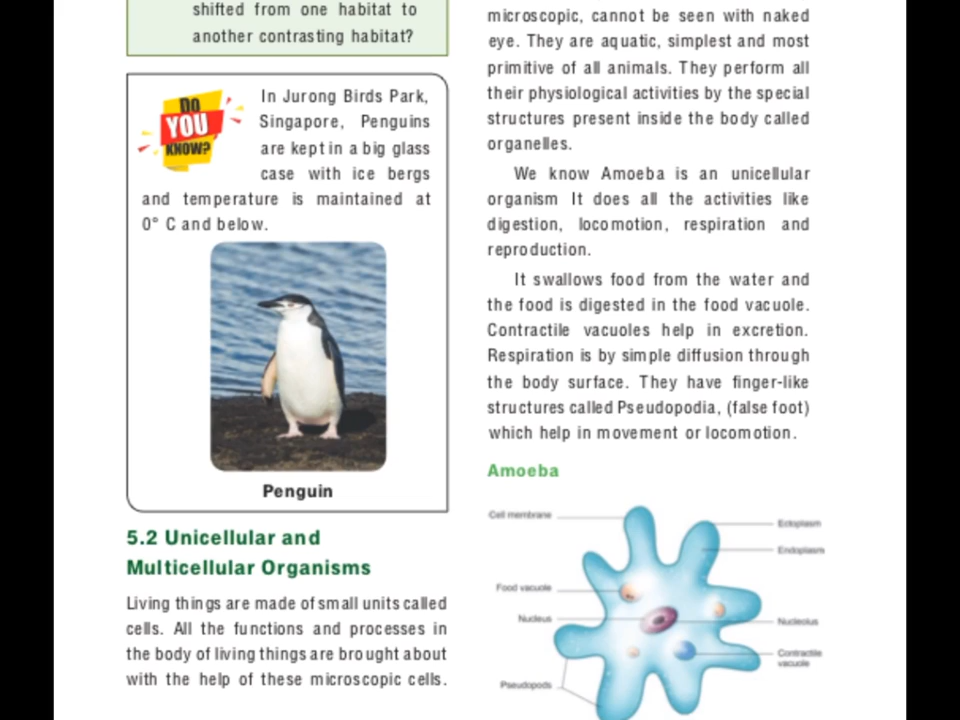 shifted from one habitat to
another contrasting habitat?
DO
YOU
KNOW?
In Jurong Birds Park,
Singapore, Penguins
are kept in a big glass
case with ice bergs
and temperature is maintained at
0° C and below.
Penguin
5.2 Unicellular and
Multicellular Organisms
Living things are made of small units called
cells. All the functions and processes in
the body of living things are brought about
with the help of these microscopic cells.
microscopic, cannot be seen with naked
eye. They are aquatic, simplest and most
primitive of all animals. They perform all
their physiological activities by the special
structures present inside the body called
organelles.
We know Amoeba is an unicellular
organism It does all the activities like
digestion, locomotion, respiration and
reproduction.
It swallows food from the water and
the food is digested in the food vacuole.
Contractile vacuoles help in excretion.
Respiration is by simple diffusion through
the body surface. They have finger-like
structures called Pseudopodia, (false foot)
which help in movement or locomotion.
Amoeba
Cell membrane
Ectoplasm
Endoplasm
Food vacuole
Nucleus
Nucleolus
Contractile
vacuole
Pseudopods